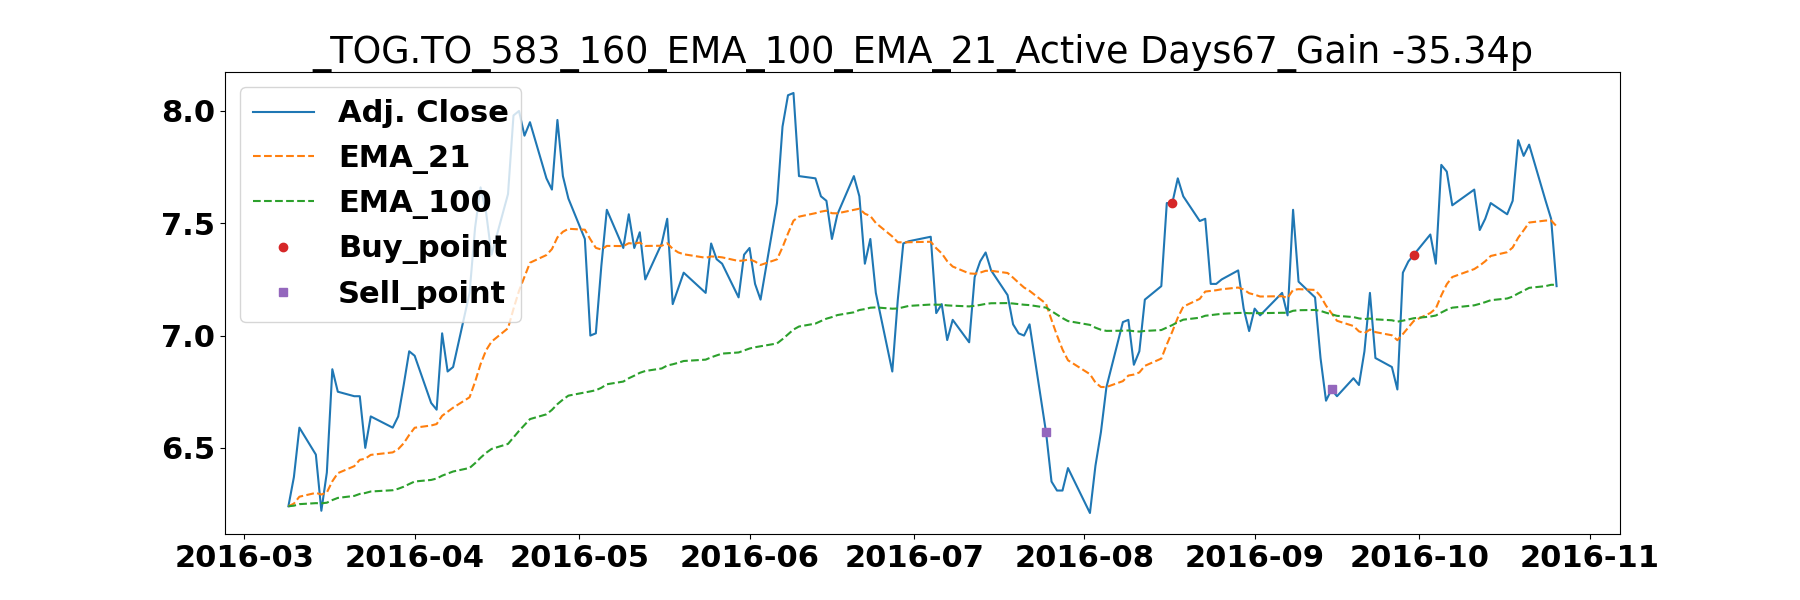 _TOG.TO_583_160_EMA_100_EMA_21_Active Days67_Gain -35.34p
8.0
7.5
7.0
6.5
Adj. Close
EMA_21
EMA_100
Buy_point
Sell_point
2016-03 2016-04 2016-05 2016-06 2016-07 2016-08 2016-09 2016-10 2016-11